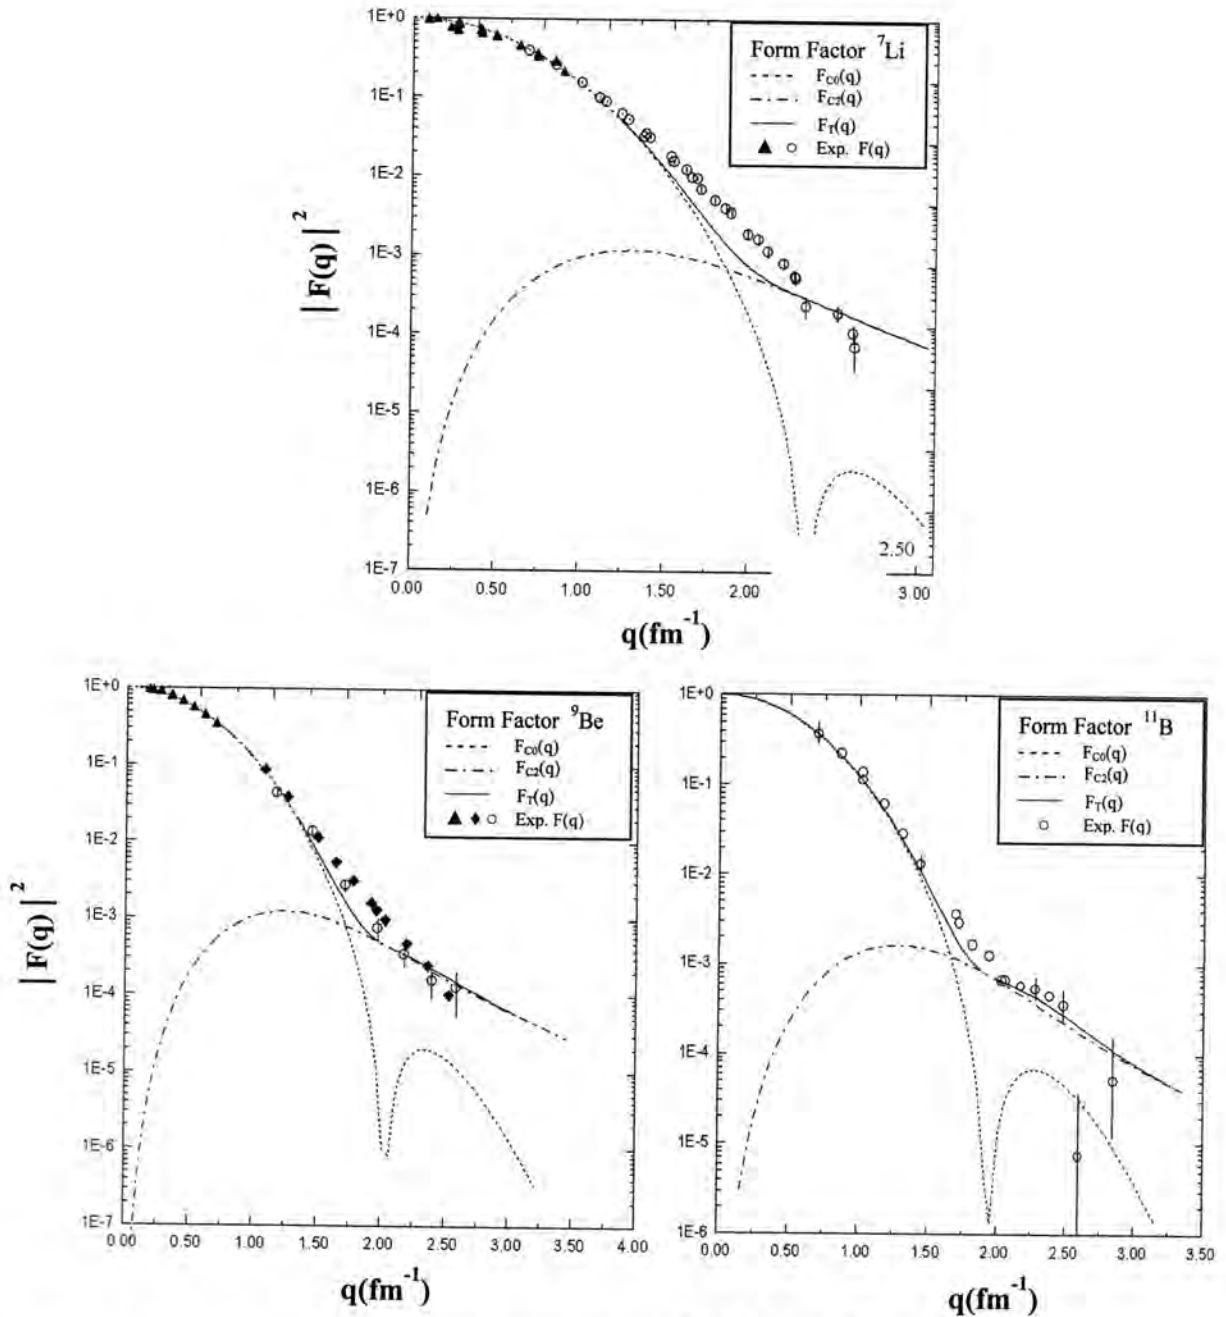 1E+0
1E-1
1E-2
1E-3
1E-4
1E-5
1E-6
1E-7
|F(q)|²
Form Factor ⁷Li
F_C0(q)
F_C2(q)
F_T(q)
Exp. F(q)
2.50
0.00 0.50 1.00 1.50 2.00 3.00
q(fm⁻¹)
1E+0
1E-1
1E-2
1E-3
1E-4
1E-5
1E-6
1E-7
|F(q)|²
Form Factor ⁹Be
F_C0(q)
F_C2(q)
F_T(q)
Exp. F(q)
0.00 0.50 1.00 1.50 2.00 2.50 3.00 3.50 4.00
q(fm⁻¹)
1E+0
1E-1
1E-2
1E-3
1E-4
1E-5
1E-6
Form Factor ¹¹B
F_C0(q)
F_C2(q)
F_T(q)
Exp. F(q)
0.00 0.50 1.00 1.50 2.00 2.50 3.00 3.50
q(fm⁻¹)